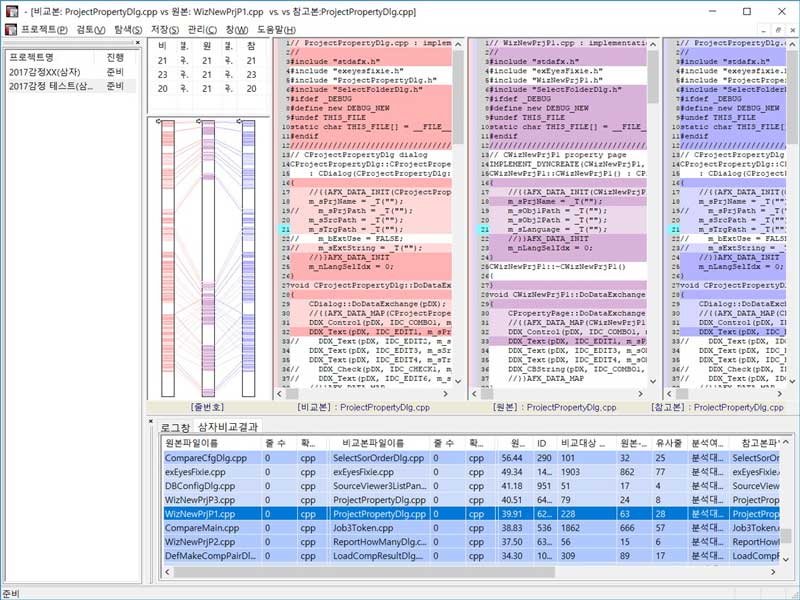 - [비교본: ProjectPropertyDlg.cpp vs 원본: WizNewPrjP1.cpp vs. vs 참고본:ProjectPropertyDlg.cpp]
프로젝트(P) 검토(V) 탐색(S) 저장(S) 관리(C) 창(W) 도움말(H)
프로젝트명 진행
2017감정XX(삼자) 준비
2017감정 테스트(삼... 준비
비 결. 원 결. 참
21 구. 21 구. 21
23 구. 23 구. 23
20 구. 20 구. 20
1 // ProjectPropertyDlg.cpp : implem
2 //
3 #include "stdafx.h"
4 #include "exeyesfixie.h"
5 #include "ProjectPropertyDlg.h"
6 #include "SelectFolderDlg.h"
7 #ifdef _DEBUG
8 #define new DEBUG_NEW
9 #undef THIS_FILE
10 static char THIS_FILE[] = __FILE__
11 #endif
12 ////////////////////////////////
13 // CProjectPropertyDlg dialog
14 CProjectPropertyDlg::CProjectPrope
15 : CDialog(CProjectPropertyDlg::
16 {
17 //{{AFX_DATA_INIT(CProjectProp
18 m_sPrjName = _T("");
19 // m_sPrjPath = _T("");
20 m_sSrcPath = _T("");
21 m_sTrgPath = _T("");
22 // m_bExtUse = FALSE;
23 // m_sExtString = _T("");
24 //}}AFX_DATA_INIT
25 m_nLangSelIdx = 0;
26 }
27 void CProjectPropertyDlg::DoDataEx
28 {
29 CDialog::DoDataExchange(pDX);
30 //{{AFX_DATA_MAP(CProjectPrope
31 DDX_Control(pDX, IDC_COMBO1, m
32 DDX_Text(pDX, IDC_EDIT1, m_sPr
33 // DDX_Text(pDX, IDC_EDIT2, m_s
34 DDX_Text(pDX, IDC_EDIT3, m_sSr
35 DDX_Text(pDX, IDC_EDIT4, m_sTr
36 // DDX_Check(pDX, IDC_CHECK1, m
37 // DDX_Text(pDX, IDC_EDIT6, m_s
1 // WizNewPrjP1.cpp : implementatio
2 //
3 #include "stdafx.h"
4 #include "exEyesFixie.h"
5 #include "WizNewPrjP1.h"
6 #include "SelectFolderDlg.h"
7 #ifdef _DEBUG
8 #define new DEBUG_NEW
9 #undef THIS_FILE
10 static char THIS_FILE[] = __FILE__
11 #endif
12 ////////////////////////////////
13 // CWizNewPrjP1 property page
14 IMPLEMENT_DYNCREATE(CWizNewPrjP1,
15 CWizNewPrjP1::CWizNewPrjP1() : CP
16 {
17 //{{AFX_DATA_INIT(CWizNewPrjP1
18 m_sPrjName = _T("");
19 m_sObj1Path = _T("");
20 m_sObj2Path = _T("");
21 m_sLanguage = _T("");
22 //}}AFX_DATA_INIT
23 m_nLangSelIdx = 0;
24 }
25 CWizNewPrjP1::~CWizNewPrjP1()
26 {
27 }
28 void CWizNewPrjP1::DoDataExchange
29 {
30 CPropertyPage::DoDataExchange
31 //{{AFX_DATA_MAP(CWizNewPrjP1
32 DDX_Control(pDX, IDC_COMBO1, m
33 DDX_Text(pDX, IDC_EDIT1, m_sPr
34 DDX_Text(pDX, IDC_EDIT3, m_sOb
35 DDX_Text(pDX, IDC_EDIT4, m_sOb
36 DDX_CBString(pDX, IDC_COMBO1,
37 //}}AFX_DATA_MAP
1 // ProjectPropertyDlg.
2 //
3 #include "stdafx.h"
4 #include "exeyesfixie.
5 #include "ProjectPrope
6 #include "SelectFolder
7 #ifdef _DEBUG
8 #define new DEBUG_NEW
9 #undef THIS_FILE
10 static char THIS_FILE[
11 #endif
12 //////////////////////
13 // CProjectPropertyDlg
14 CProjectPropertyDlg::C
15 : CDialog(CProjectP
16 {
17 //{{AFX_DATA_INIT(
18 m_sPrjName = _T(""
19 // m_sPrjPath = _T(
20 m_sSrcPath = _T(""
21 m_sTrgPath = _T(""
22 // m_bExtUse = FALS
23 // m_sExtString = _
24 //}}AFX_DATA_INIT
25 m_nLangSelIdx = 0;
26 }
27 void CProjectPropertyD
28 {
29 CDialog::DoDataExc
30 //{{AFX_DATA_MAP(C
31 DDX_Control(pDX, I
32 DDX_Text(pDX, IDC_
33 // DDX_Text(pDX, ID
34 DDX_Text(pDX, IDC_
35 DDX_Text(pDX, IDC_
36 // DDX_Check(pDX, I
37 // DDX_Text(pDX, ID
[줄번호] [비교본] : ProjectPropertyDlg.cpp [원본] : ProjectPropertyDlg.cpp [참고본] : ProjectPropertyDlg.cpp
로그창 삼자비교결과
원본파일이름 줄 수 확... 비교본파일이름 줄 수 확... 원... ID 비교대상 ... 원본-... 유사줄 분석여... 참고본파
CompareCfgDlg.cpp 0 cpp SelectSorOrderDlg.cpp 0 cpp 56.44 290 101 32 25 분석대... SelectSorOr
exEyesFixie.cpp 0 cpp exEyesFixie.cpp 0 cpp 49.34 14... 1903 862 77 분석대... exEyesFixie.
DBConfigDlg.cpp 0 cpp SourceViewer3ListPan... 0 cpp 41.18 951 51 17 4 분석대... SourceView
WizNewPrjP3.cpp 0 cpp ProjectPropertyDlg.cpp 0 cpp 40.51 64... 79 24 8 분석대... ProjectProp
WizNewPrjP1.cpp 0 cpp ProjectPropertyDlg.cpp 0 cpp 39.91 62... 228 63 28 분석대... ProjectProp
CompareMain.cpp 0 cpp Job3Token.cpp 0 cpp 38.83 536 1862 666 57 분석대... Job3Token.
WizNewPrjP2.cpp 0 cpp ReportHowManyDlg.c... 0 cpp 37.50 63... 56 15 6 분석대... ReportHow
DefMakeCompPairDl... 0 cpp LoadCompResultDlg.... 0 cpp 34.30 10... 309 89 17 분석대... LoadCompR
준비